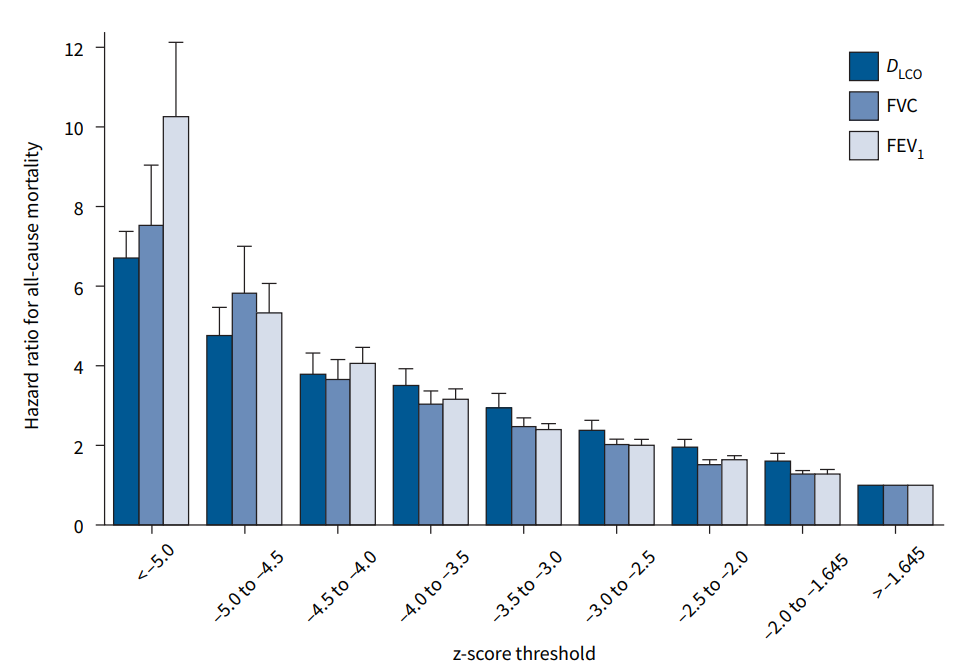 Hazard ratio for all-cause mortality
12
10
8
6
4
2
0
D_LCO
FVC
FEV_1
<–5.0
–5.0 to –4.5
–4.5 to –4.0
–4.0 to –3.5
–3.5 to –3.0
–3.0 to –2.5
–2.5 to –2.0
–2.0 to –1.645
>–1.645
z-score threshold